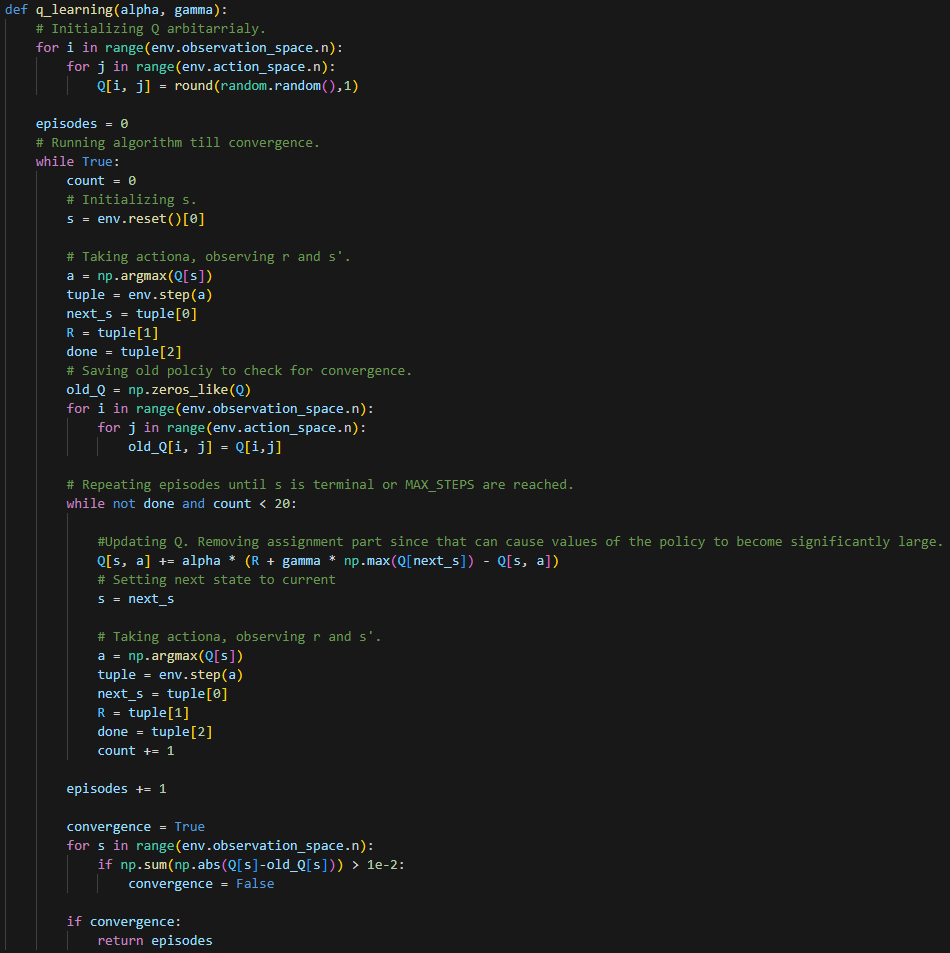 def q_learning(alpha, gamma):
    # Initializing Q arbitarrialy.
    for i in range(env.observation_space.n):
        for j in range(env.action_space.n):
            Q[i, j] = round(random.random(),1)

    episodes = 0
    # Running algorithm till convergence.
    while True:
        count = 0
        # Initializing s.
        s = env.reset()[0]

        # Taking actiona, observing r and s'.
        a = np.argmax(Q[s])
        tuple = env.step(a)
        next_s = tuple[0]
        R = tuple[1]
        done = tuple[2]
        # Saving old polciy to check for convergence.
        old_Q = np.zeros_like(Q)
        for i in range(env.observation_space.n):
            for j in range(env.action_space.n):
                old_Q[i, j] = Q[i,j]

        # Repeating episodes until s is terminal or MAX_STEPS are reached.
        while not done and count < 20:

            #Updating Q. Removing assignment part since that can cause values of the policy to become significantly large.
            Q[s, a] += alpha * (R + gamma * np.max(Q[next_s]) - Q[s, a])
            # Setting next state to current
            s = next_s

            # Taking actiona, observing r and s'.
            a = np.argmax(Q[s])
            tuple = env.step(a)
            next_s = tuple[0]
            R = tuple[1]
            done = tuple[2]
            count += 1

        episodes += 1

        convergence = True
        for s in range(env.observation_space.n):
            if np.sum(np.abs(Q[s]-old_Q[s])) > 1e-2:
                convergence = False

        if convergence:
            return episodes